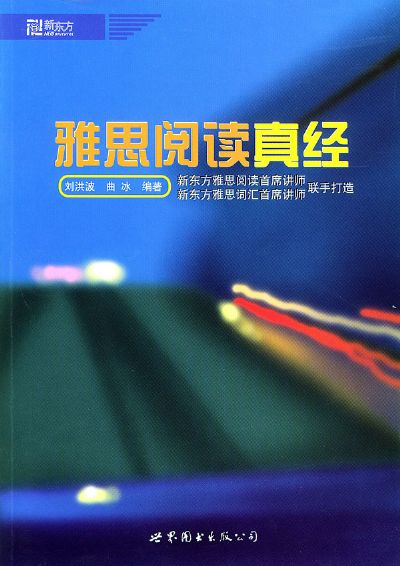 新东方
雅思阅读真经
刘洪波 曲冰 编著
新东方雅思阅读首席讲师
新东方雅思词汇首席讲师
联手打造
世界图书出版公司